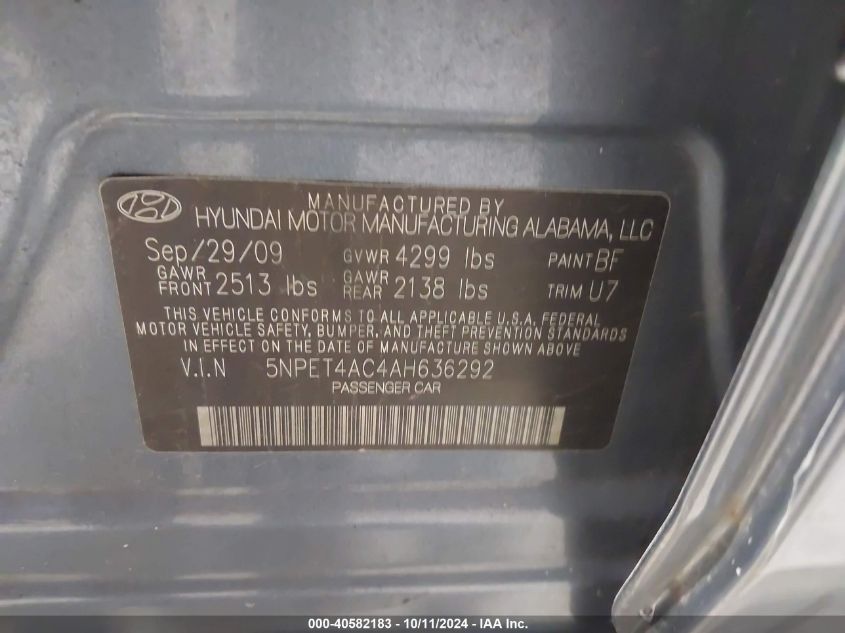 MANUFACTURED BY
HYUNDAI MOTOR MANUFACTURING ALABAMA, LLC
Sep/29/09 GVWR 4299 lbs PAINT BF
GAWR FRONT 2513 lbs GAWR REAR 2138 lbs TRIM U7
THIS VEHICLE CONFORMS TO ALL APPLICABLE U.S.A. FEDERAL
MOTOR VEHICLE SAFETY, BUMPER, AND THEFT PREVENTION STANDARDS
IN EFFECT ON THE DATE OF MANUFACTURE SHOWN ABOVE
V.I.N 5NPET4AC4AH636292
PASSENGER CAR
000-40582183 - 10/11/2024 - IAA Inc.